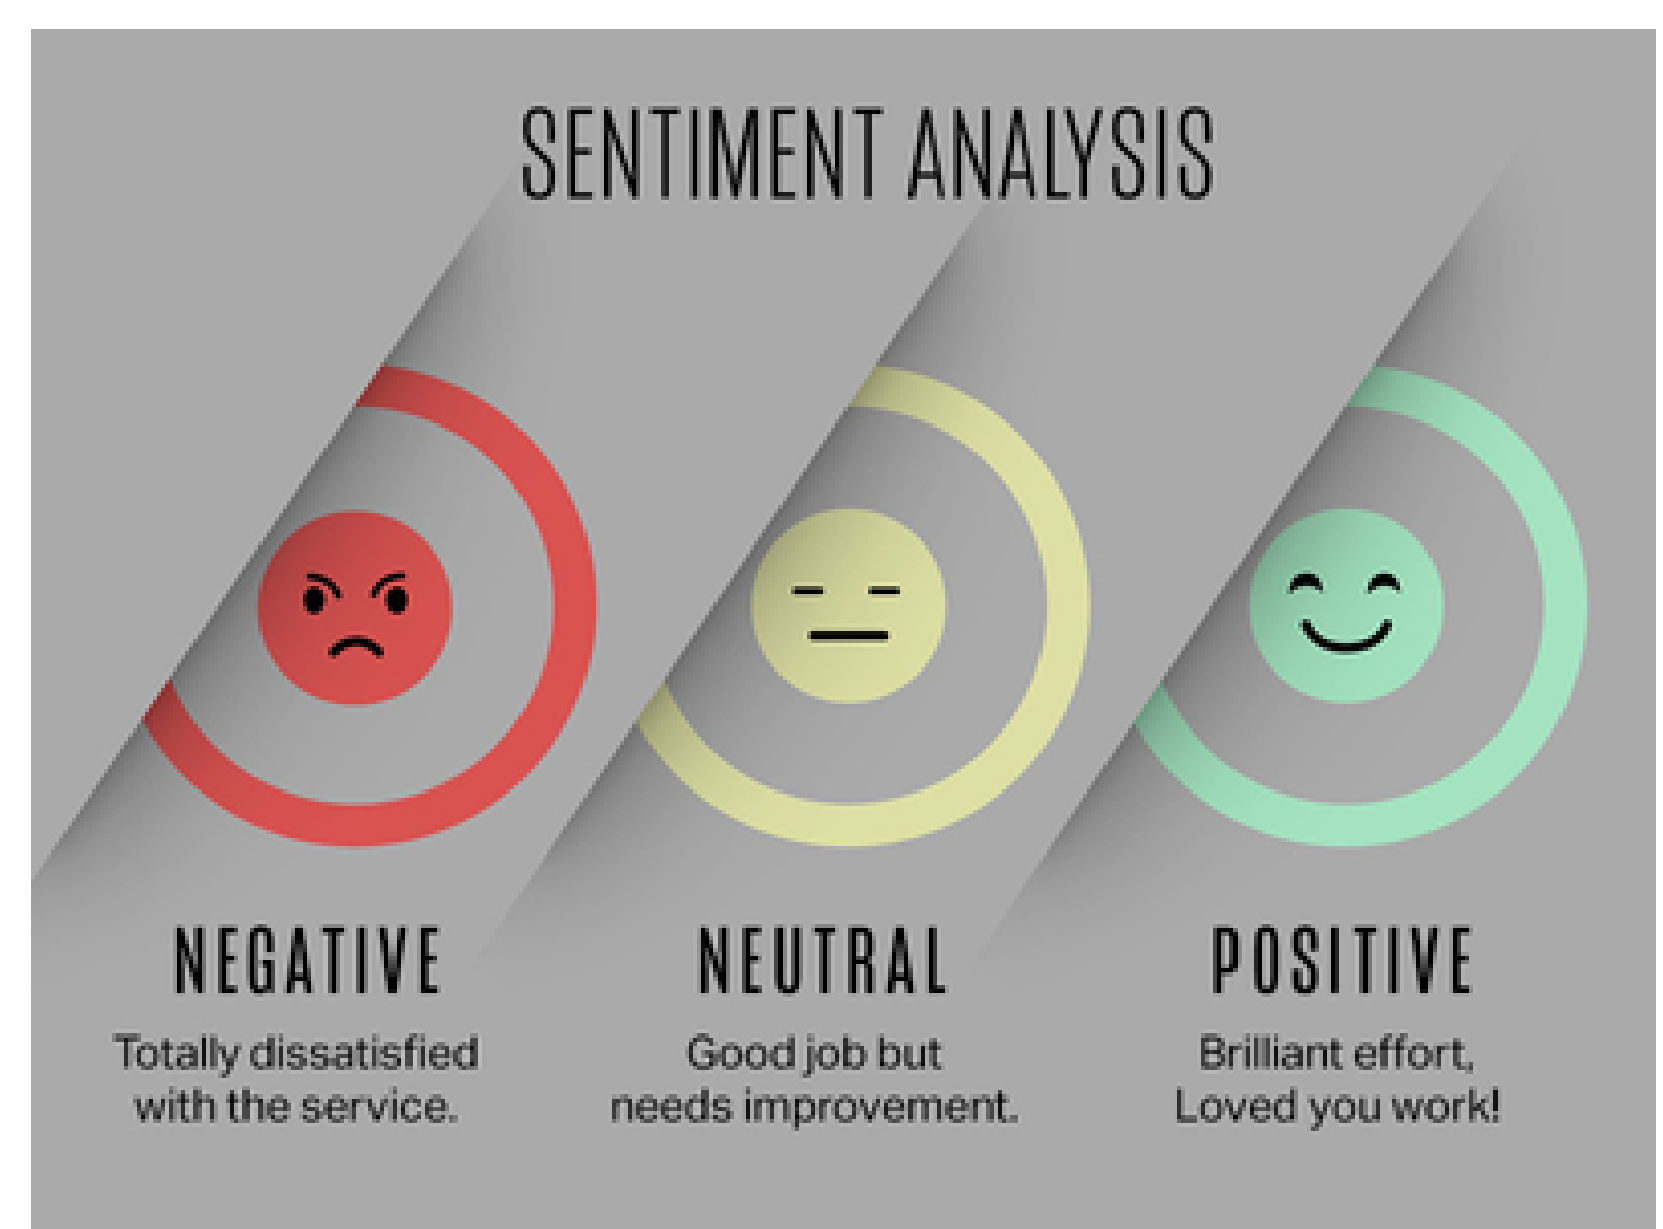 SENTIMENT ANALYSIS
NEGATIVE
Totally dissatisfied
with the service.
NEUTRAL
Good job but
needs improvement.
POSITIVE
Brilliant effort,
Loved you work!